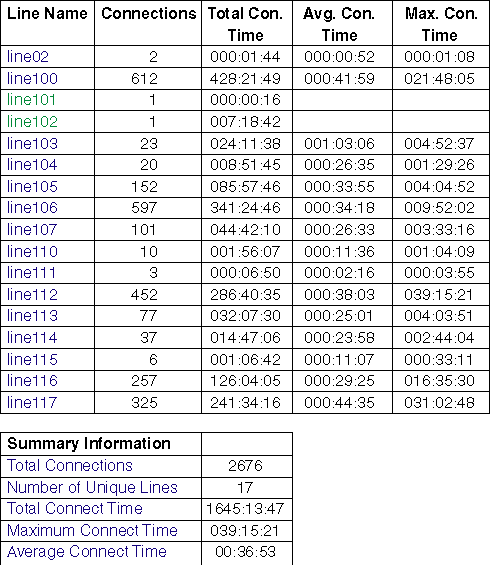 Line Name Connections Total Con. Time Avg. Con. Time Max. Con. Time
line02 2 000:01:44 000:00:52 000:01:08
line100 612 428:21:49 000:41:59 021:48:05
line101 1 000:00:16
line102 1 007:18:42
line103 23 024:11:38 001:03:06 004:52:37
line104 20 008:51:45 000:26:35 001:29:26
line105 152 085:57:46 000:33:55 004:04:52
line106 597 341:24:46 000:34:18 009:52:02
line107 101 044:42:10 000:26:33 003:33:16
line110 10 001:56:07 000:11:36 001:04:09
line111 3 000:06:50 000:02:16 000:03:55
line112 452 286:40:35 000:38:03 039:15:21
line113 77 032:07:30 000:25:01 004:03:51
line114 37 014:47:06 000:23:58 002:44:04
line115 6 001:06:42 000:11:07 000:33:11
line116 257 126:04:05 000:29:25 016:35:30
line117 325 241:34:16 000:44:35 031:02:48
Summary Information
Total Connections 2676
Number of Unique Lines 17
Total Connect Time 1645:13:47
Maximum Connect Time 039:15:21
Average Connect Time 00:36:53